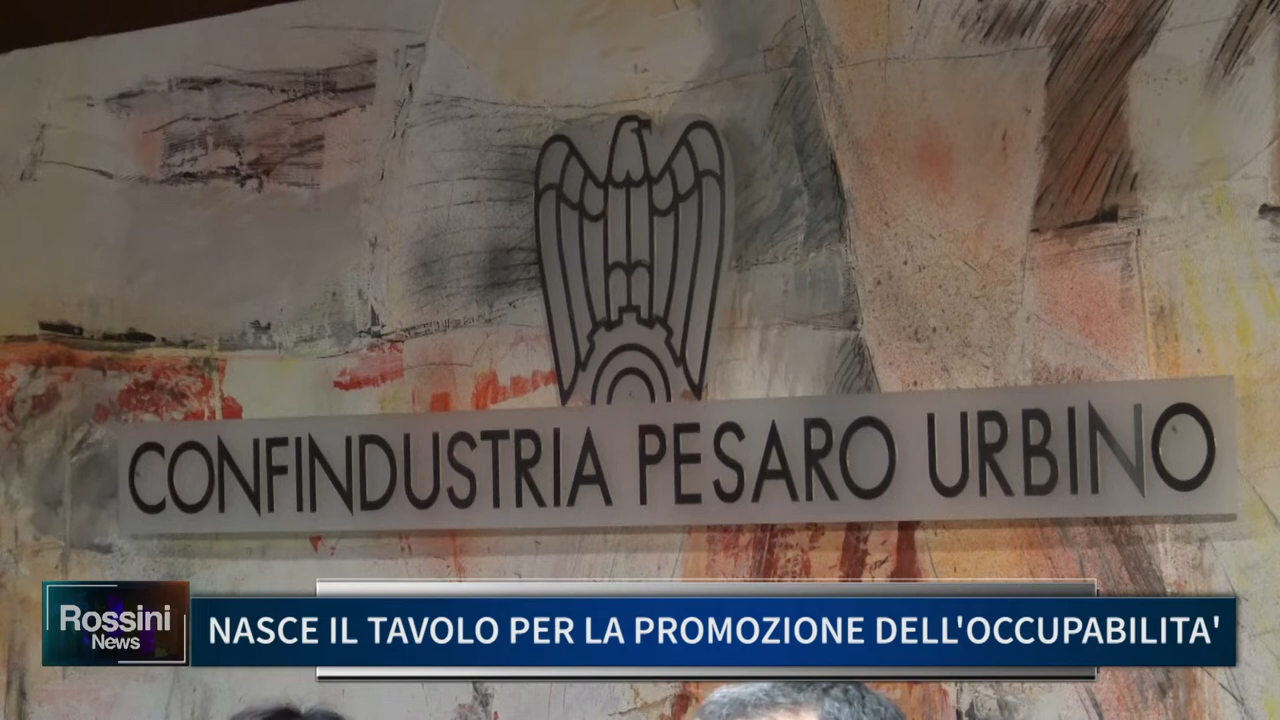 CONFINDUSTRIA PESARO URBINO
Rossini
News
NASCE IL TAVOLO PER LA PROMOZIONE DELL'OCCUPABILITA'